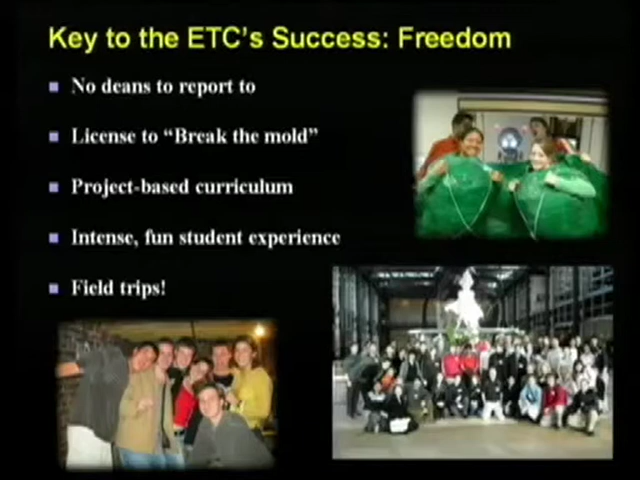 Key to the ETC's Success: Freedom
No deans to report to
License to “Break the mold”
Project-based curriculum
Intense, fun student experience
Field trips!